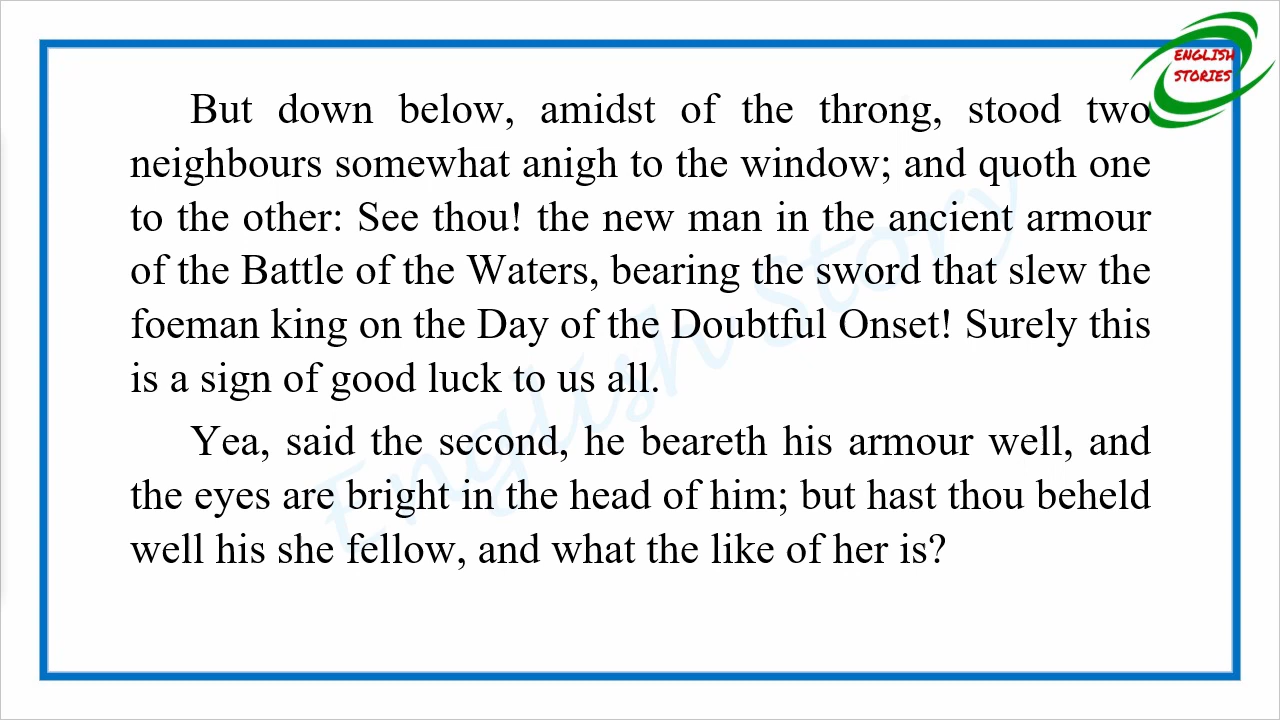 ENGLISH
STORIES
But down below, amidst of the throng, stood two
neighbours somewhat anigh to the window; and quoth one
to the other: See thou! the new man in the ancient armour
of the Battle of the Waters, bearing the sword that slew the
foeman king on the Day of the Doubtful Onset! Surely this
is a sign of good luck to us all.
Yea, said the second, he beareth his armour well, and
the eyes are bright in the head of him; but hast thou beheld
well his she fellow, and what the like of her is?
English Story